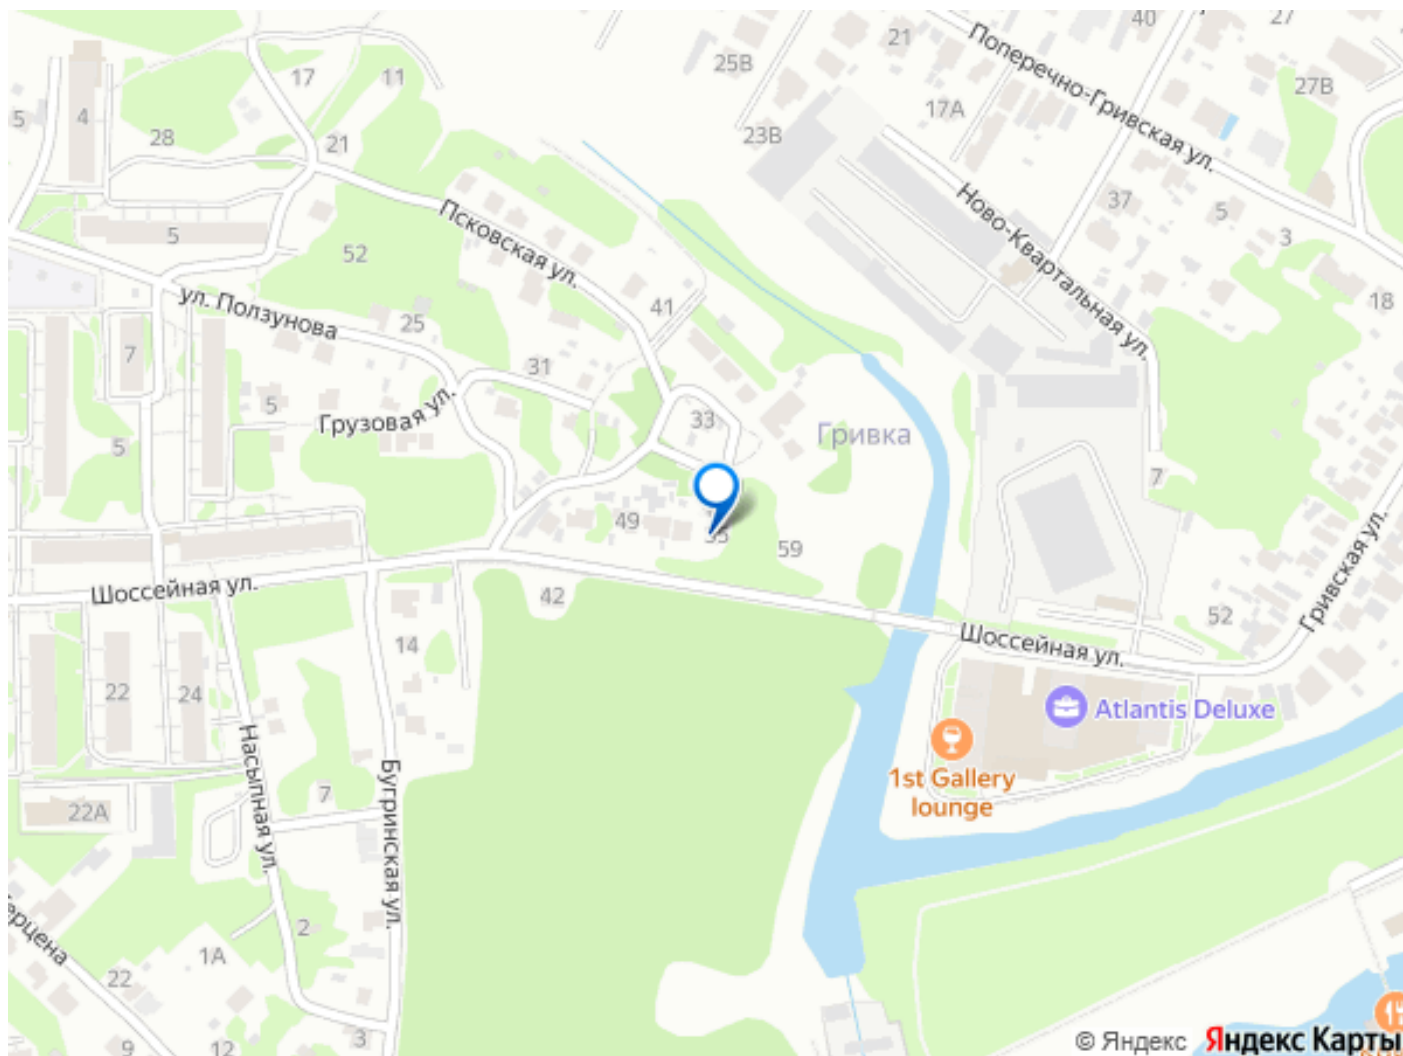 40
27
21
Поперечно-Гривская ул.
25В
17
11
27В
4
5
17А
23В
28
21
Ново-Квартальная ул.
37
5
Псковская ул.
5
3
52
ул. Ползунова
41
18
25
7
31
5
Грузовая ул.
33
Гривка
5
7
49
59
Гривская ул.
Шоссейная ул.
42
52
Шоссейная ул.
14
22
24
Atlantis Deluxe
Насыпная ул.
Бугринская ул.
1st Gallery
lounge
7
22А
2
1А
22
3
9
12
© Яндекс
Яндекс Карты